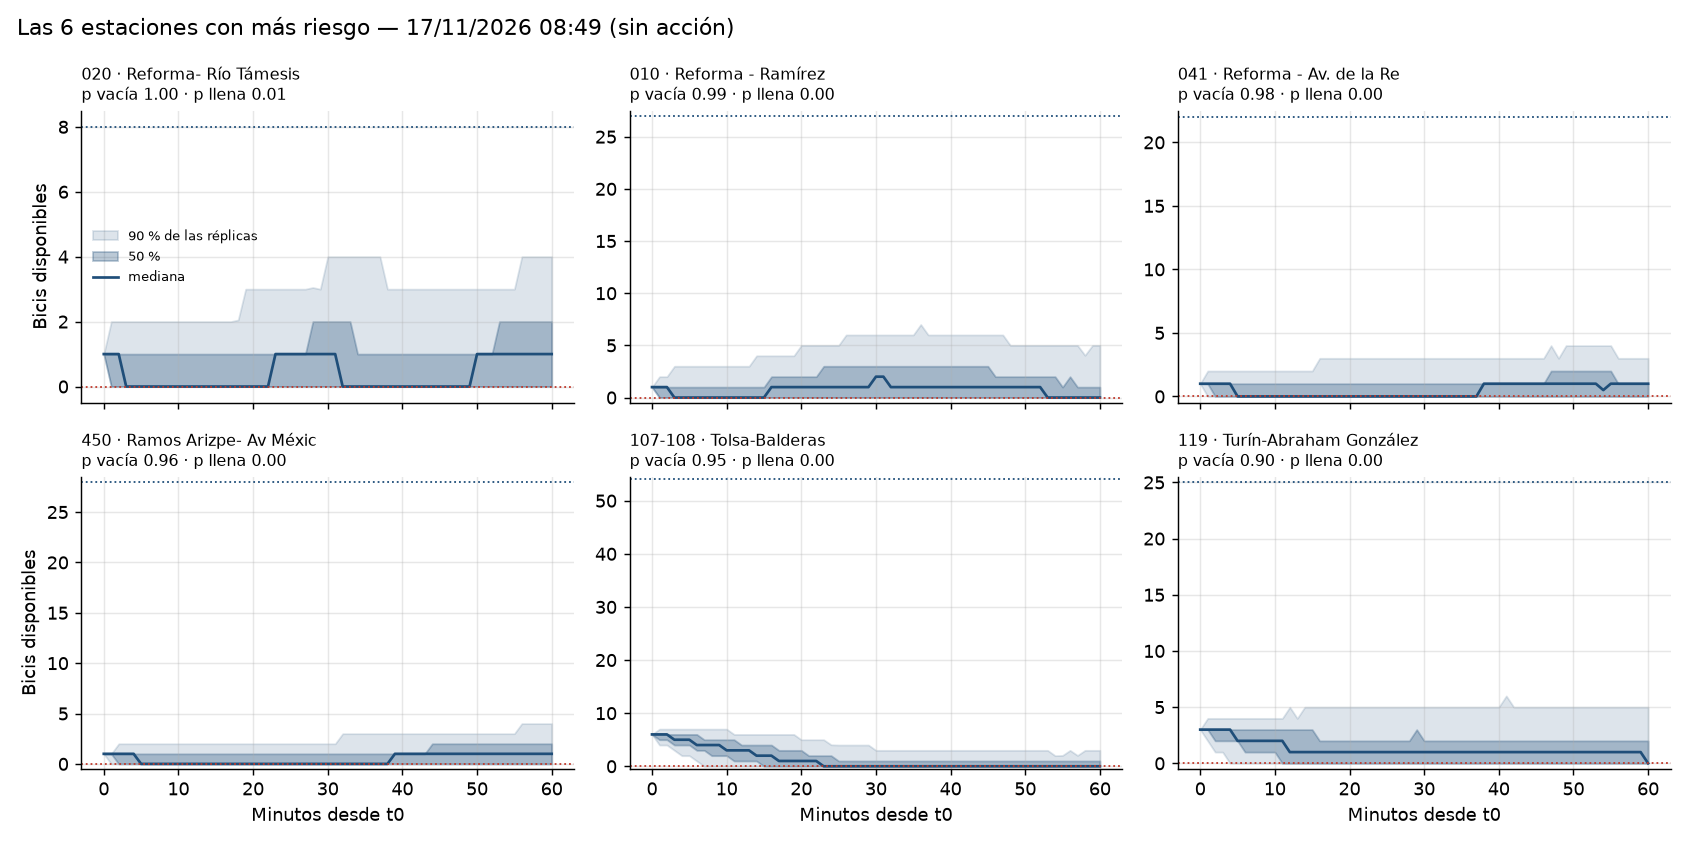 Las 6 estaciones con más riesgo — 17/11/2026 08:49 (sin acción)
020 · Reforma- Río Támesis
p vacía 1.00 · p llena 0.01
8
6
4
2
0
Bicis disponibles
90 % de las réplicas
50 %
mediana
010 · Reforma - Ramírez
p vacía 0.99 · p llena 0.00
25
20
15
10
5
0
041 · Reforma - Av. de la Re
p vacía 0.98 · p llena 0.00
20
15
10
5
0
450 · Ramos Arizpe- Av Méxic
p vacía 0.96 · p llena 0.00
25
20
15
10
5
0
Bicis disponibles
0 10 20 30 40 50 60
Minutos desde t0
107-108 · Tolsa-Balderas
p vacía 0.95 · p llena 0.00
50
40
30
20
10
0
0 10 20 30 40 50 60
Minutos desde t0
119 · Turín-Abraham González
p vacía 0.90 · p llena 0.00
25
20
15
10
5
0
0 10 20 30 40 50 60
Minutos desde t0